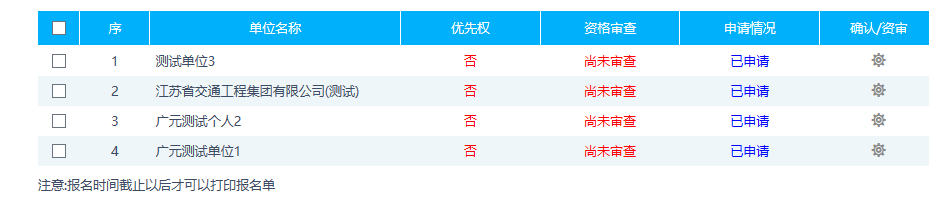 序 单位名称 优先权 资格审查 申请情况 确认/资审
1 测试单位3 否 尚未审查 已申请
2 江苏省交通工程集团有限公司(测试) 否 尚未审查 已申请
3 广元测试个人2 否 尚未审查 已申请
4 广元测试单位1 否 尚未审查 已申请
注意:报名时间截止以后才可以打印报名单